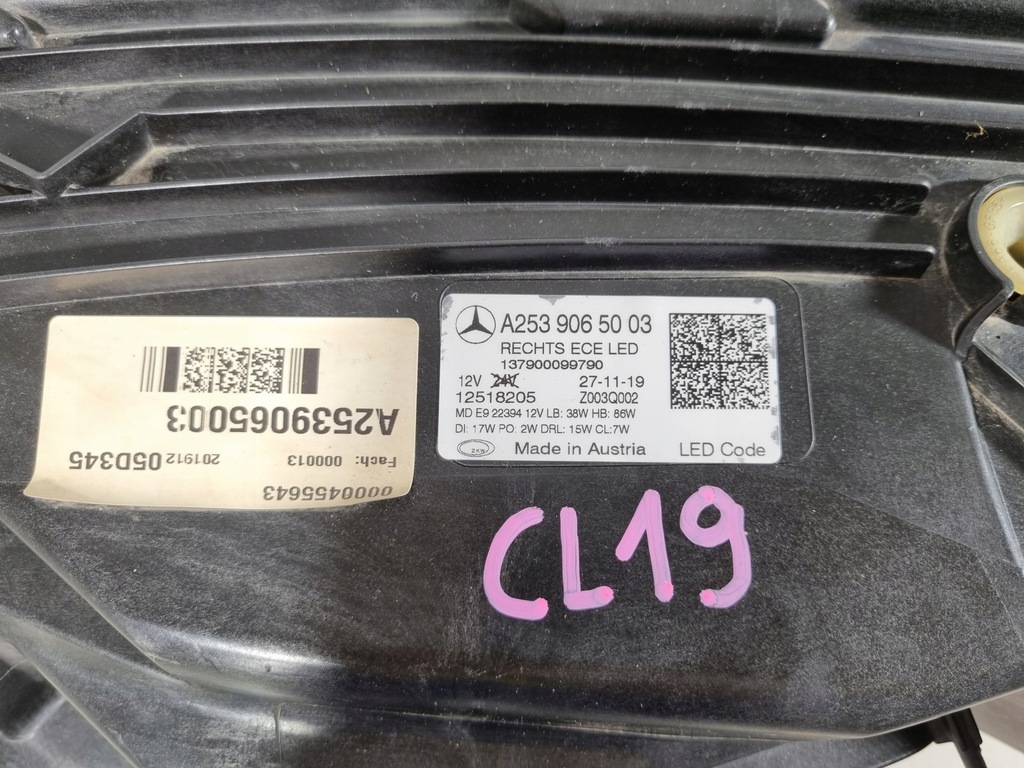 A253 906 50 03
RECHTS ECE LED
137900099790
12V 24V 27-11-19
12518205 Z003Q002
MD E9 22394 12V LB: 38W HB: 86W
DI: 17W PO: 2W DRL: 15W CL:7W
ZKW Made in Austria LED Code
0000455643
Fach: 000013 201912 05D345
A2539065003
CL19